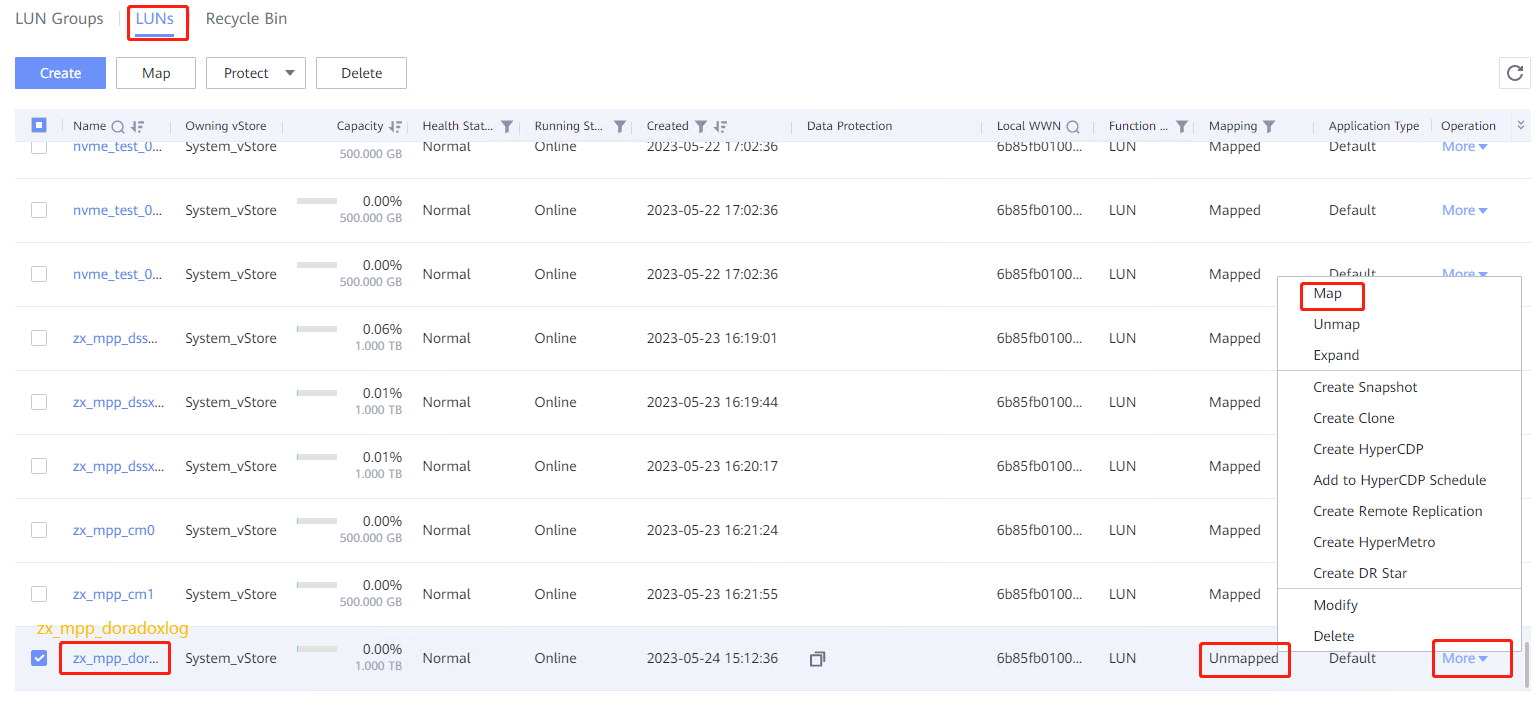 LUN Groups LUNs Recycle Bin
Create Map Protect Delete
Name Owning vStore Capacity Health Stat... Running St... Created Data Protection Local WWN Function ... Mapping Application Type Operation
nvme_test_0... System_vStore 500.000 GB Normal Online 2023-05-22 17:02:36 6b85fb0100... LUN Mapped Default More
nvme_test_0... System_vStore 0.00% Normal Online 2023-05-22 17:02:36 6b85fb0100... LUN Mapped Default More
500.000 GB
nvme_test_0... System_vStore 0.00% Normal Online 2023-05-22 17:02:36 6b85fb0100... LUN Mapped Default More
500.000 GB
zx_mpp_dss... System_vStore 0.06% Normal Online 2023-05-23 16:19:01 6b85fb0100... LUN Mapped
1.000 TB
zx_mpp_dssx... System_vStore 0.01% Normal Online 2023-05-23 16:19:44 6b85fb0100... LUN Mapped
1.000 TB
zx_mpp_dssx... System_vStore 0.01% Normal Online 2023-05-23 16:20:17 6b85fb0100... LUN Mapped
1.000 TB
zx_mpp_cm0 System_vStore 0.00% Normal Online 2023-05-23 16:21:24 6b85fb0100... LUN Mapped
500.000 GB
zx_mpp_cm1 System_vStore 0.00% Normal Online 2023-05-23 16:21:55 6b85fb0100... LUN Mapped
500.000 GB
zx_mpp_doradoxlog
zx_mpp_dor... System_vStore 0.00% Normal Online 2023-05-24 15:12:36 6b85fb0100... LUN Unmapped Default More
1.000 TB
Map
Unmap
Expand
Create Snapshot
Create Clone
Create HyperCDP
Add to HyperCDP Schedule
Create Remote Replication
Create HyperMetro
Create DR Star
Modify
Delete